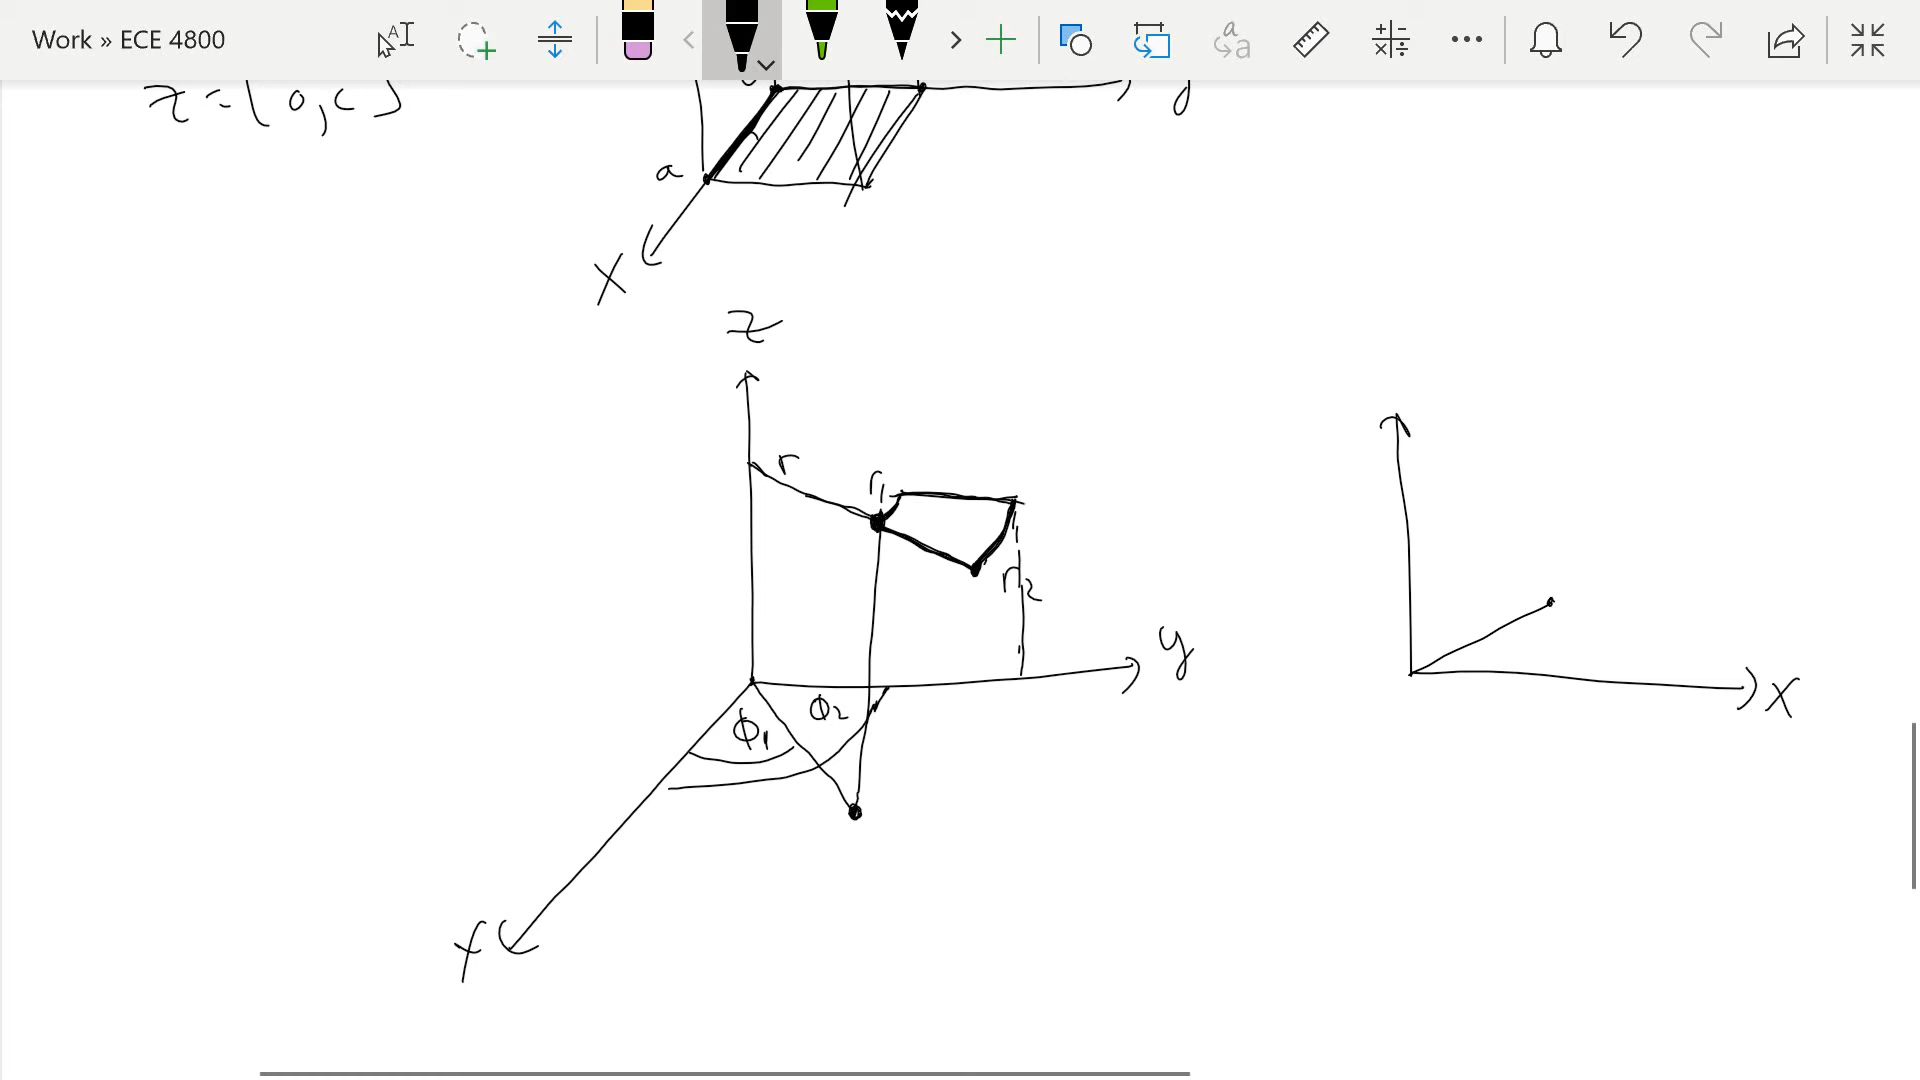 Work » ECE 4800
z = [0, c]
y
a
x
z
r
r1
r2
y
x
ϕ1
ϕ2
x